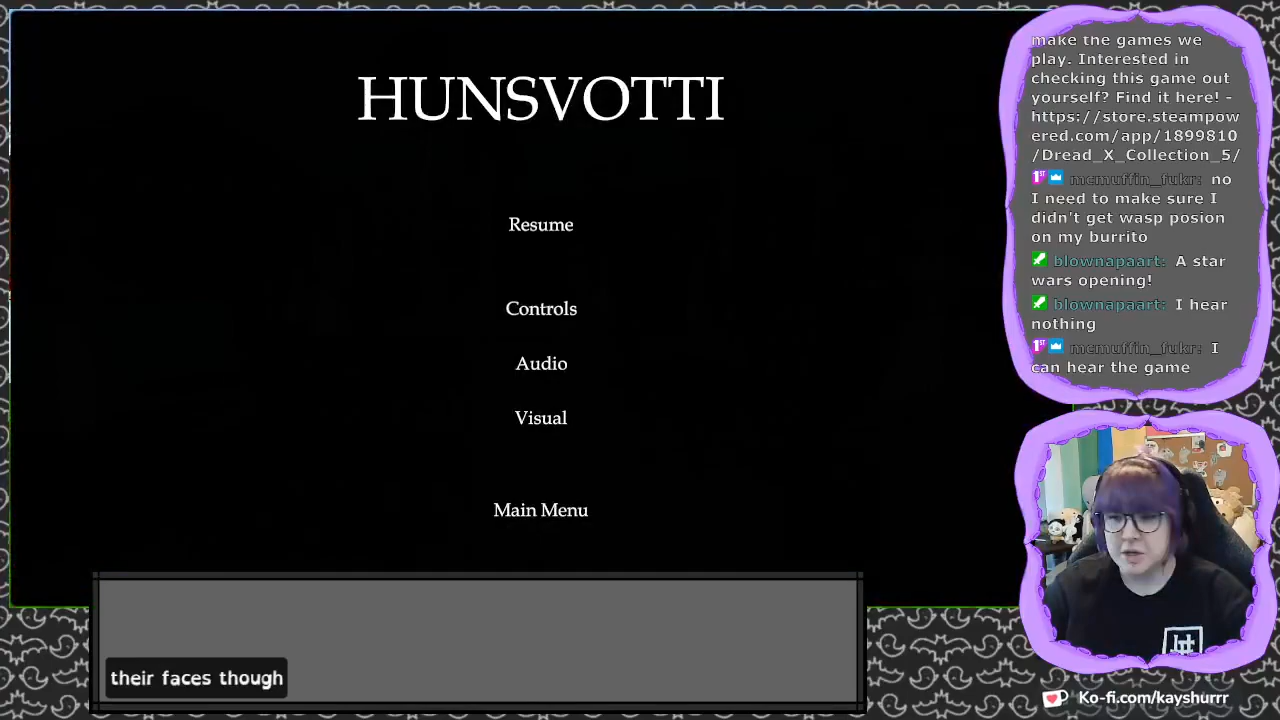 HUNSVOTTI
Resume
Controls
Audio
Visual
Main Menu
their faces though
make the games we
play. Interested in
checking this game out
yourself? Find it here! -
https://store.steampow
ered.com/app/1899810
/Dread_X_Collection_5/
mcmuffin_fukr: no
I need to make sure I
didn't get wasp posion
on my burrito
blownapaart: A star
wars opening!
blownapaart: I hear
nothing
mcmuffin_fukr: I
can hear the game
Ko-fi.com/kayshurrr